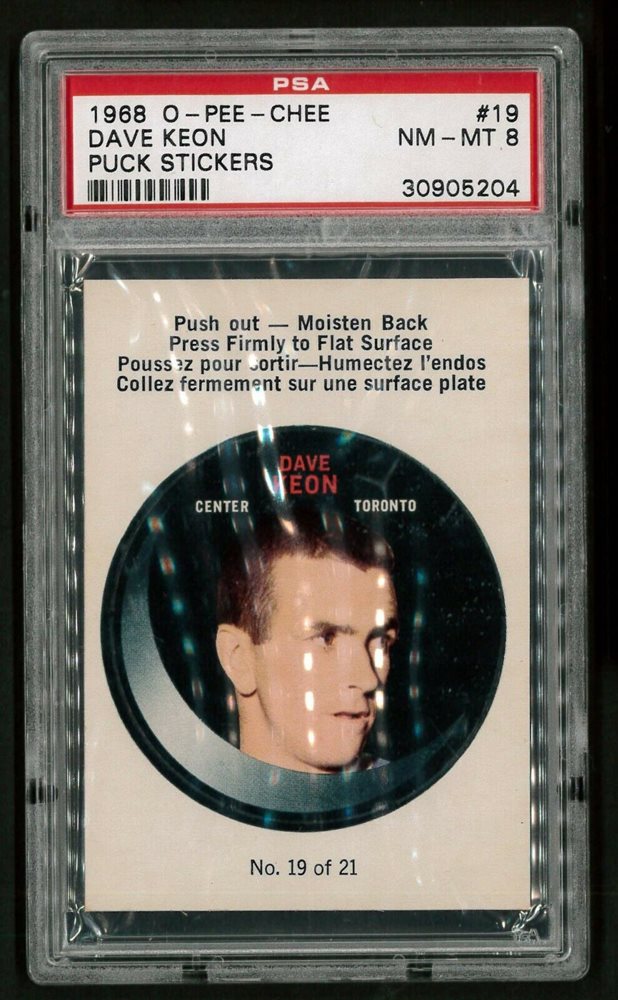 PSA
1968 O-PEE-CHEE #19
DAVE KEON NM-MT 8
PUCK STICKERS
30905204
Push out — Moisten Back
Press Firmly to Flat Surface
Poussez pour sortir—Humectez l'endos
Collez fermement sur une surface plate
DAVE
KEON
CENTER TORONTO
No. 19 of 21